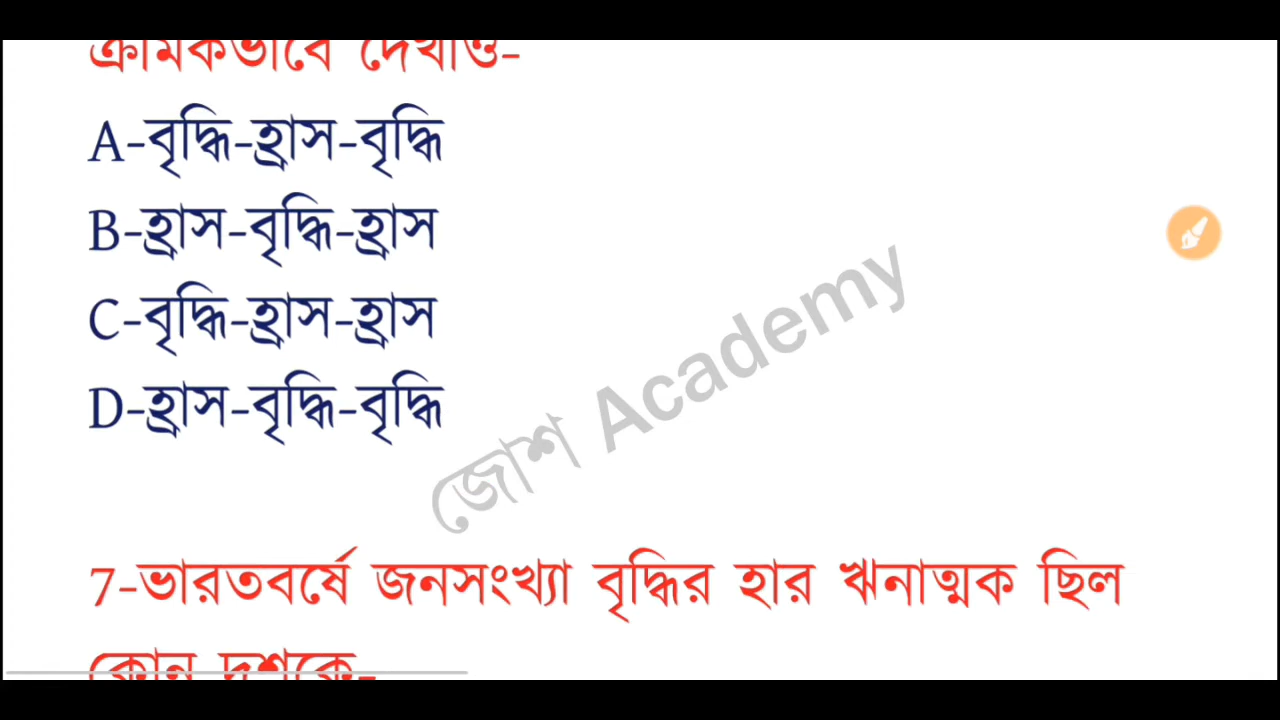 ক্রমিকভাবে দেখাও-
A-বৃদ্ধি-হ্রাস-বৃদ্ধি
B-হ্রাস-বৃদ্ধি-হ্রাস
C-বৃদ্ধি-হ্রাস-হ্রাস
D-হ্রাস-বৃদ্ধি-বৃদ্ধি
জোশ Academy
7-ভারতবর্ষে জনসংখ্যা বৃদ্ধির হার ঋনাত্মক ছিল
কোন দশকে-